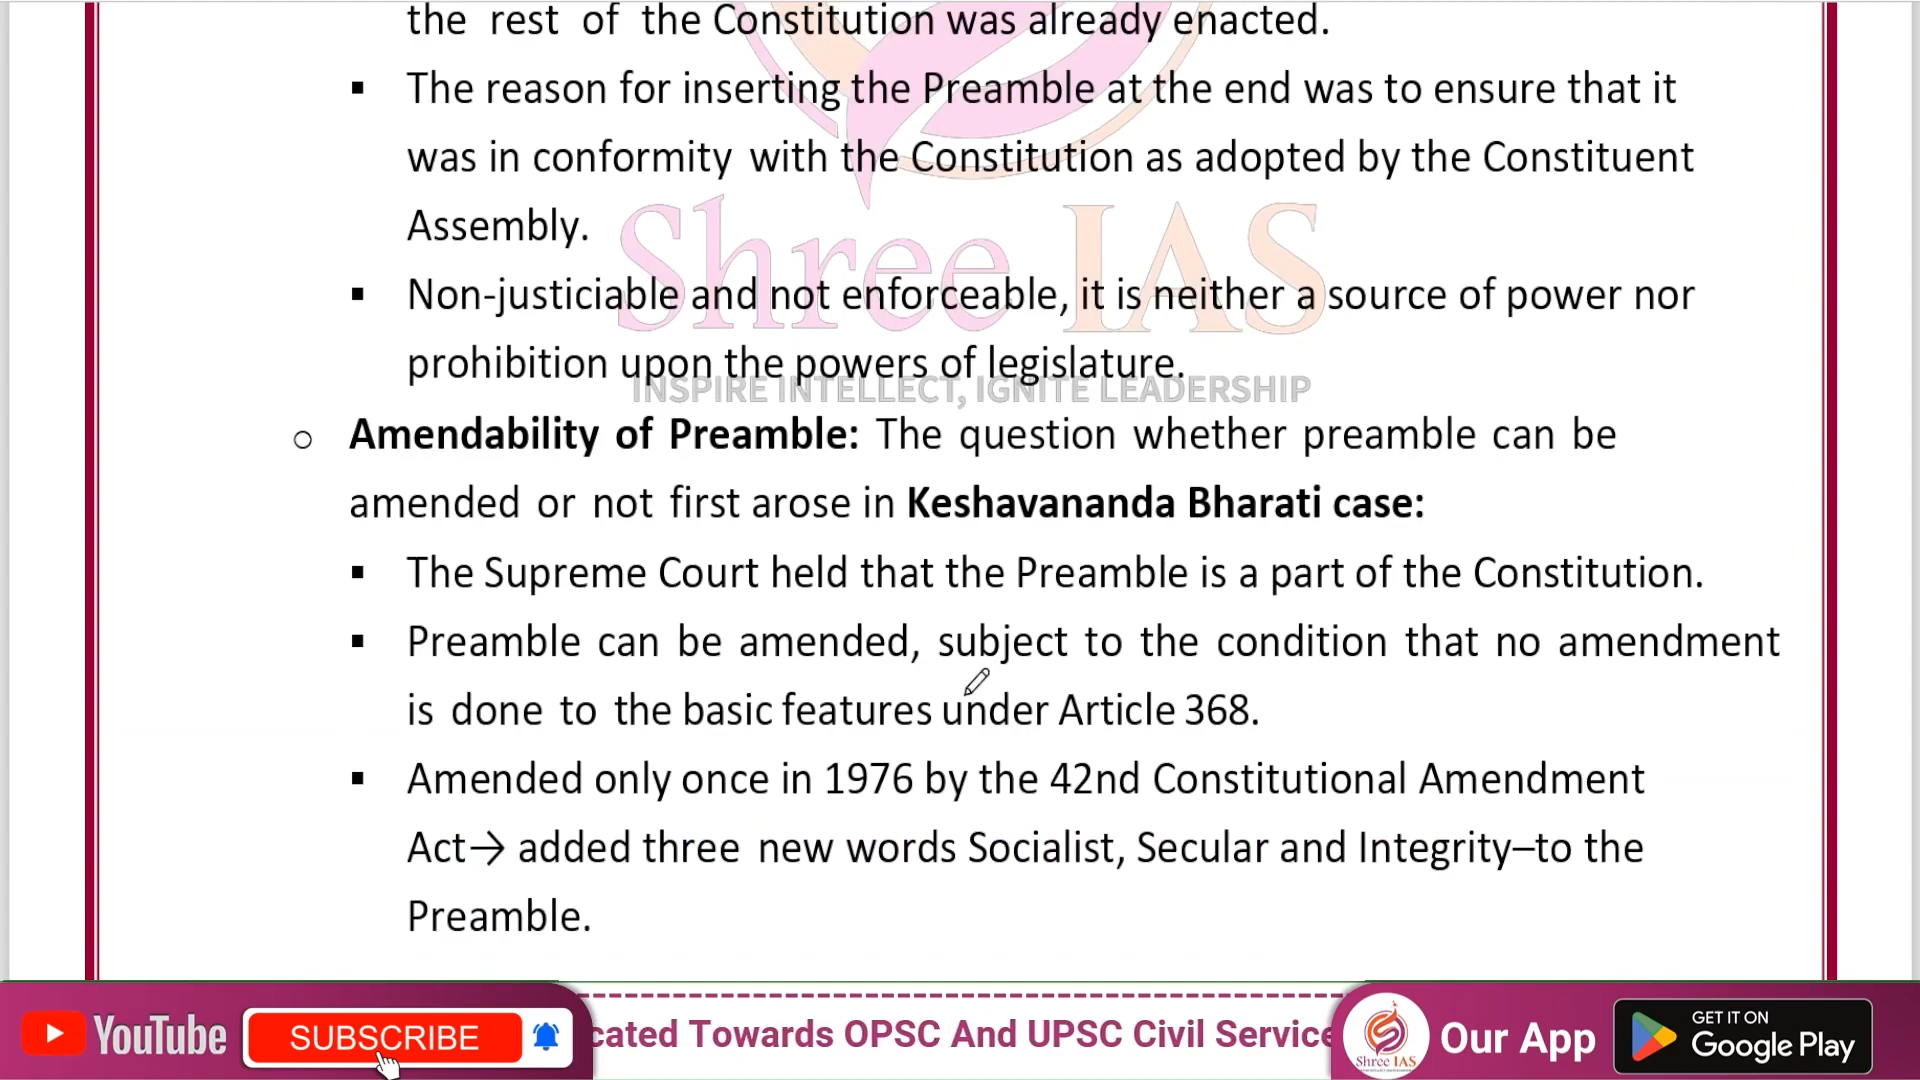 the rest of the Constitution was already enacted.
▪ The reason for inserting the Preamble at the end was to ensure that it
was in conformity with the Constitution as adopted by the Constituent
Assembly.
▪ Non-justiciable and not enforceable, it is neither a source of power nor
prohibition upon the powers of legislature.
Shree IAS
INSPIRE INTELLECT, IGNITE LEADERSHIP
○ Amendability of Preamble: The question whether preamble can be
amended or not first arose in Keshavananda Bharati case:
▪ The Supreme Court held that the Preamble is a part of the Constitution.
▪ Preamble can be amended, subject to the condition that no amendment
is done to the basic features under Article 368.
▪ Amended only once in 1976 by the 42nd Constitutional Amendment
Act→ added three new words Socialist, Secular and Integrity–to the
Preamble.
YouTube SUBSCRIBE cated Towards OPSC And UPSC Civil Service Shree IAS Our App GET IT ON Google Play